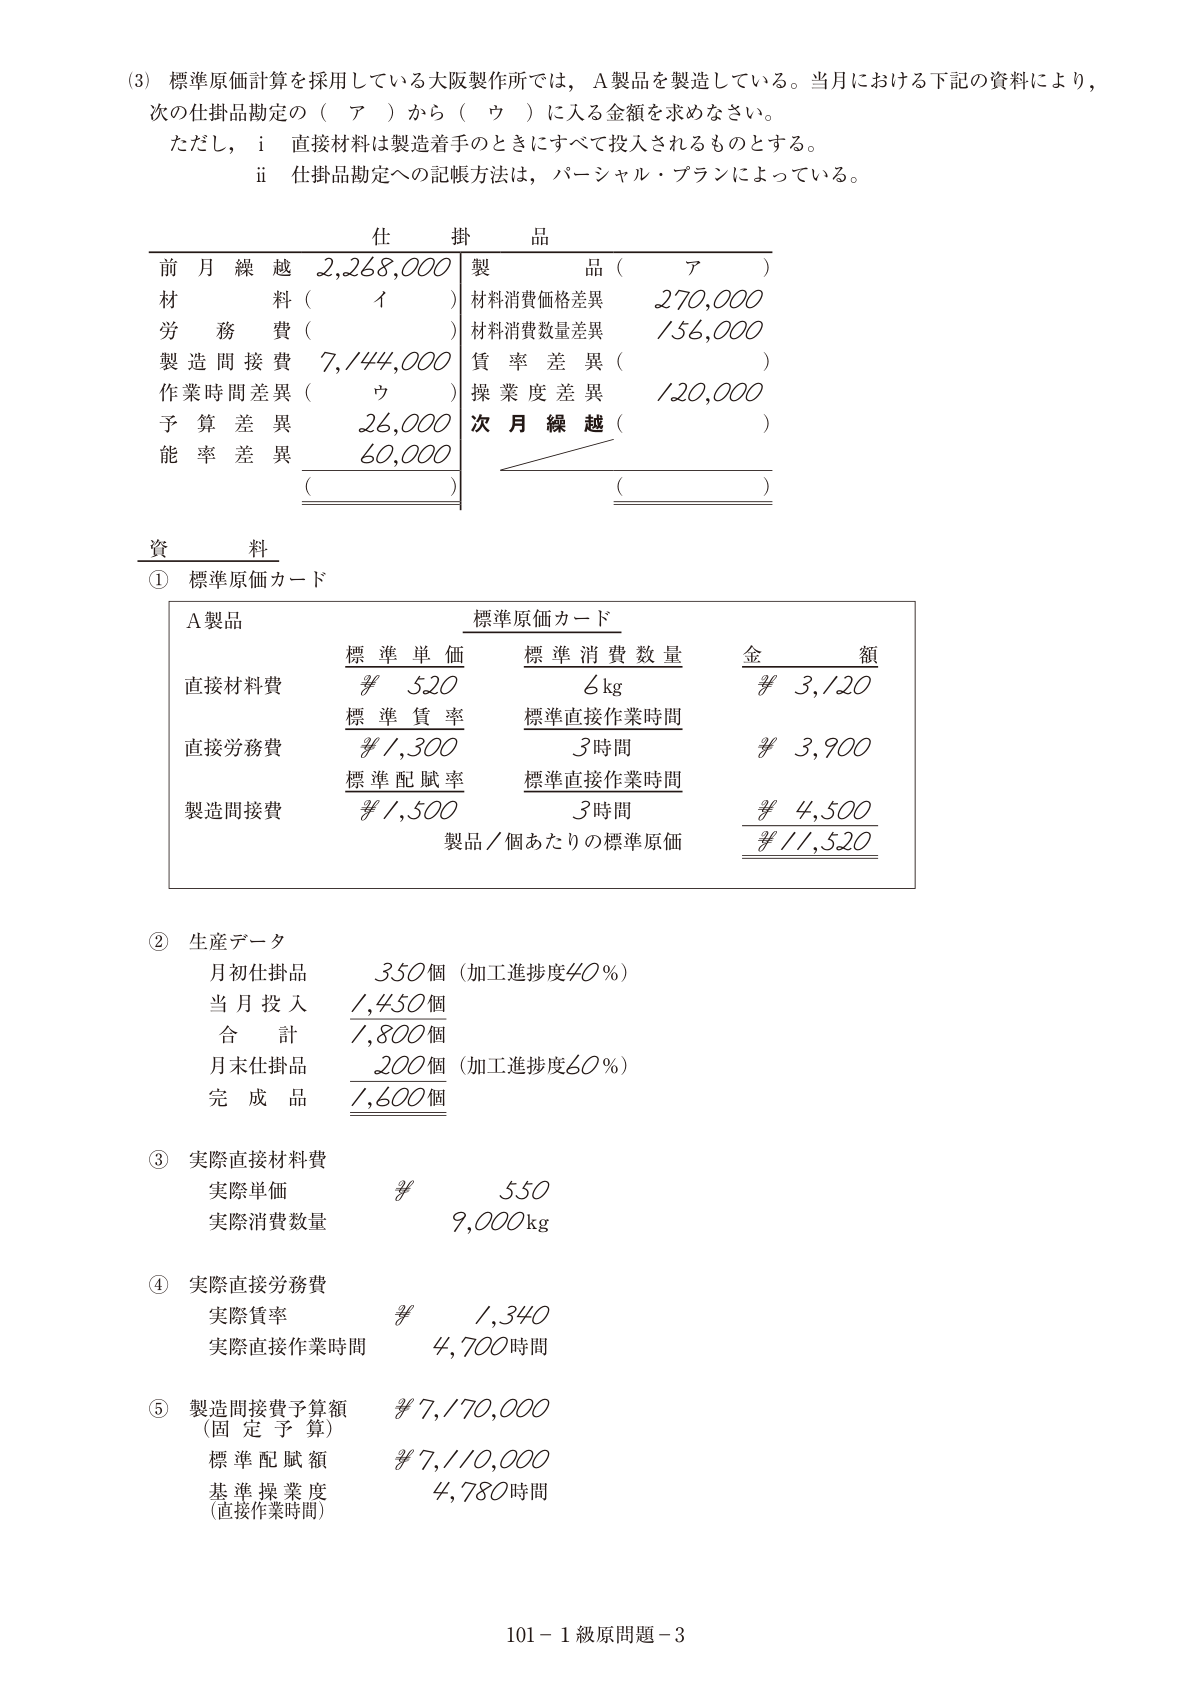 (3) 標準原価計算を採用している大阪製作所では，Ａ製品を製造している。当月における下記の資料により，
次の仕掛品勘定の（ ア ）から（ ウ ）に入る金額を求めなさい。
ただし， ⅰ 直接材料は製造着手のときにすべて投入されるものとする。
ⅱ 仕掛品勘定への記帳方法は，パーシャル・プランによっている。
仕 掛 品
前月繰越 2,268,000 製 品 （ ア ）
材 料 （ イ ） 材料消費価格差異 270,000
労 務 費 （ ） 材料消費数量差異 156,000
製造間接費 7,144,000 賃率差異 （ ）
作業時間差異 （ ウ ） 操業度差異 120,000
予算差異 26,000 次月繰越 （ ）
能率差異 60,000
（ ） （ ）
資 料
① 標準原価カード
Ａ製品 標準原価カード
標準単価 標準消費数量 金 額
直接材料費 ¥ 520 6kg ¥ 3,120
標準賃率 標準直接作業時間
直接労務費 ¥1,300 3時間 ¥ 3,900
標準配賦率 標準直接作業時間
製造間接費 ¥1,500 3時間 ¥ 4,500
製品1個あたりの標準原価 ¥11,520
② 生産データ
月初仕掛品 350個（加工進捗度40％）
当月投入 1,450個
合 計 1,800個
月末仕掛品 200個（加工進捗度60％）
完成品 1,600個
③ 実際直接材料費
実際単価 ¥ 550
実際消費数量 9,000kg
④ 実際直接労務費
実際賃率 ¥ 1,340
実際直接作業時間 4,700時間
⑤ 製造間接費予算額 ¥7,170,000
（固定予算）
標準配賦額 ¥7,110,000
基準操業度 4,780時間
（直接作業時間）
101－１級原問題－3